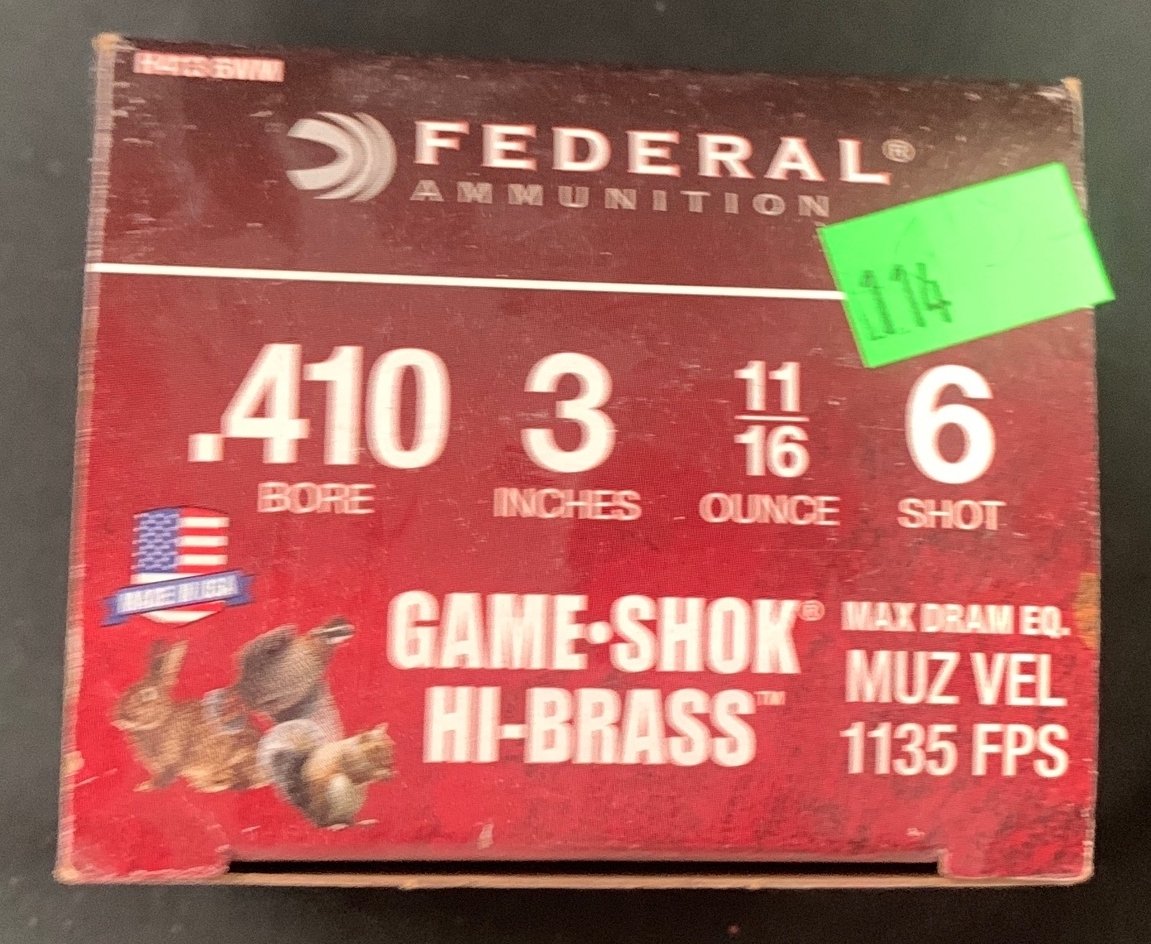 FEDERAL®
AMMUNITION
114
.410 3 11/16 6
BORE INCHES OUNCE SHOT
MADE IN USA
GAME·SHOK®
HI-BRASS™
MAX DRAM EQ.
MUZ VEL
1135 FPS